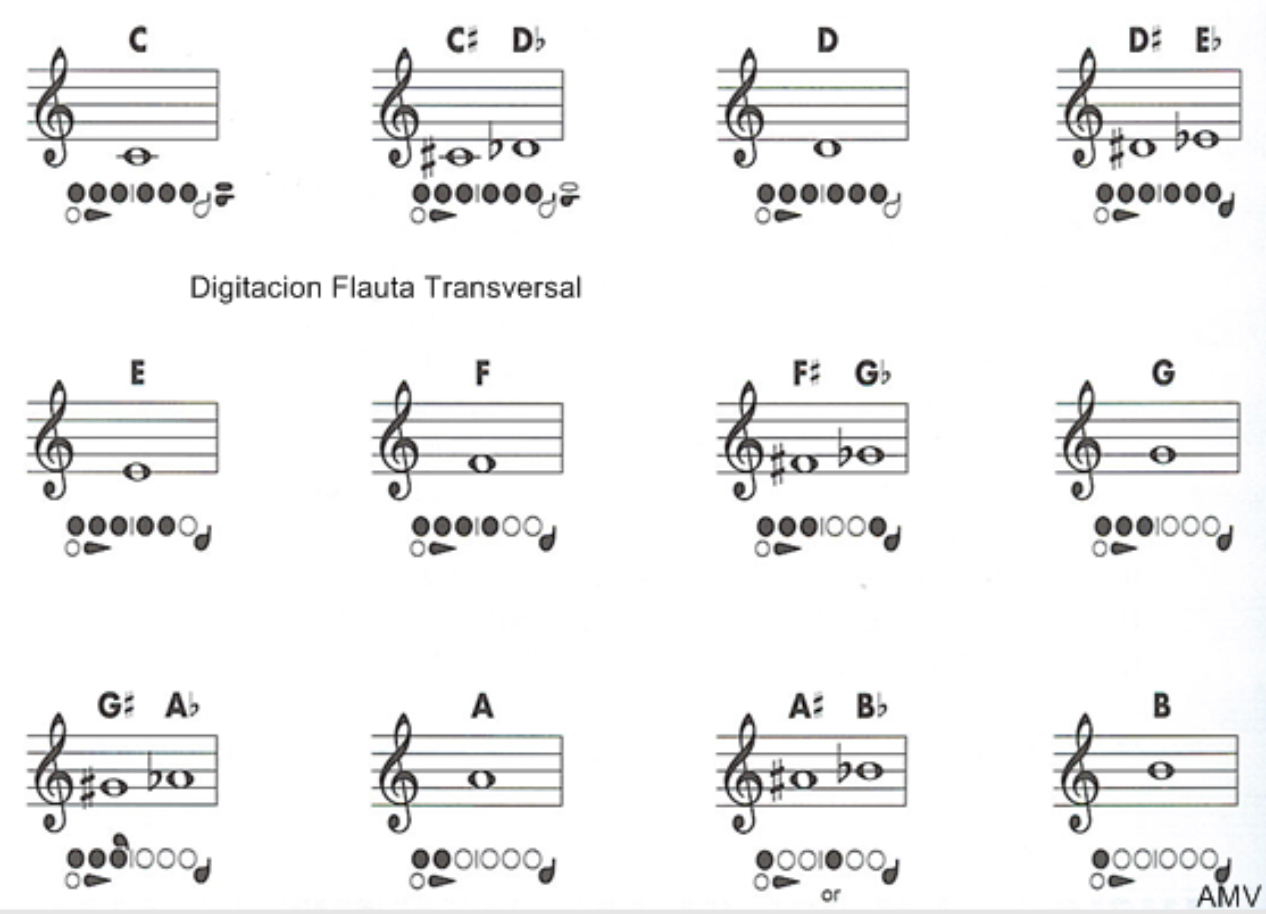 C C♯ D♭ D D♯ E♭
Digitacion Flauta Transversal
E F F♯ G♭ G
G♯ A♭ A A♯ B♭ B
or
AMV